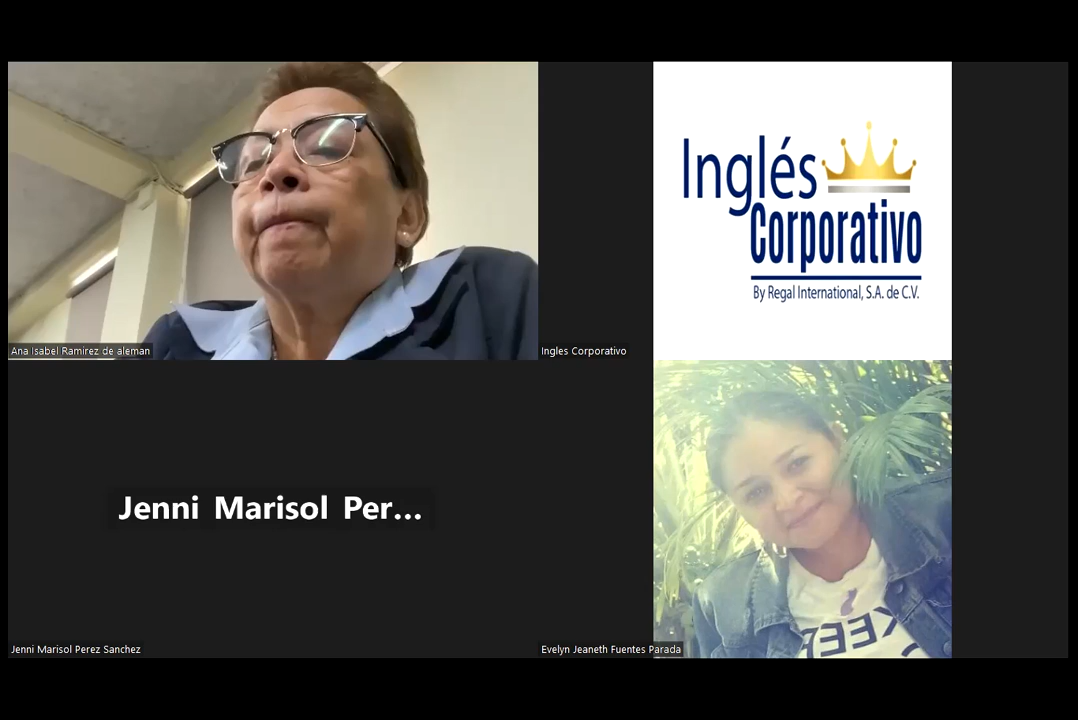 Inglés
Corporativo
By Regal International, S.A. de C.V.
Ana Isabel Ramirez de aleman
Ingles Corporativo
Jenni Marisol Per...
Jenni Marisol Perez Sanchez
Evelyn Jeaneth Fuentes Parada